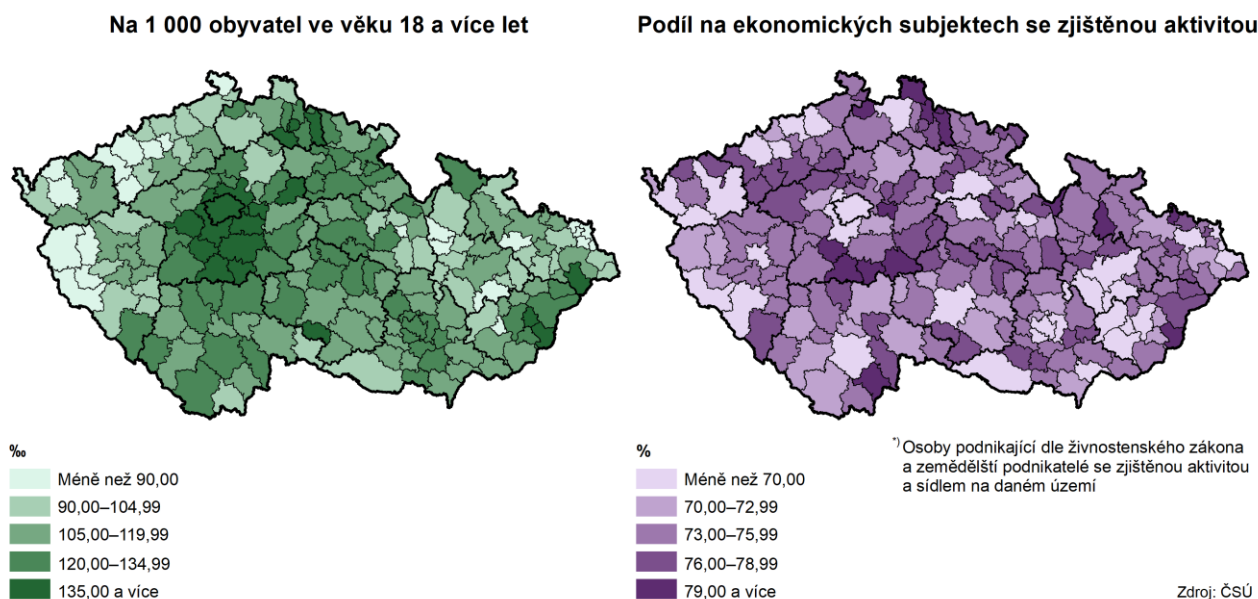 Na 1 000 obyvatel ve věku 18 a více let
Podíl na ekonomických subjektech se zjištěnou aktivitou
‰
Méně než 90,00
90,00–104,99
105,00–119,99
120,00–134,99
135,00 a více
%
Méně než 70,00
70,00–72,99
73,00–75,99
76,00–78,99
79,00 a více
*) Osoby podnikající dle živnostenského zákona
a zemědělští podnikatelé se zjištěnou aktivitou
a sídlem na daném území
Zdroj: ČSÚ